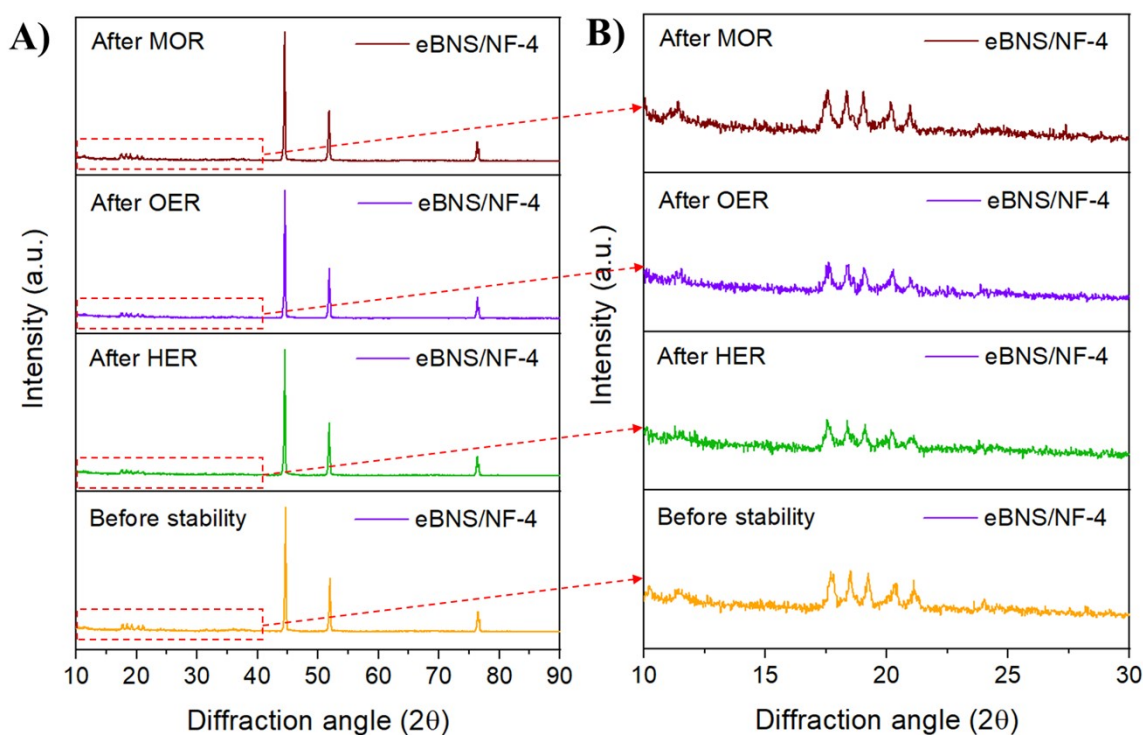 A)
After MOR
eBNS/NF-4
After OER
eBNS/NF-4
After HER
eBNS/NF-4
Before stability
eBNS/NF-4
Intensity (a.u.)
10 20 30 40 50 60 70 80 90
Diffraction angle (2θ)
B)
After MOR
eBNS/NF-4
After OER
eBNS/NF-4
After HER
eBNS/NF-4
Before stability
eBNS/NF-4
Intensity (a.u.)
10 15 20 25 30
Diffraction angle (2θ)